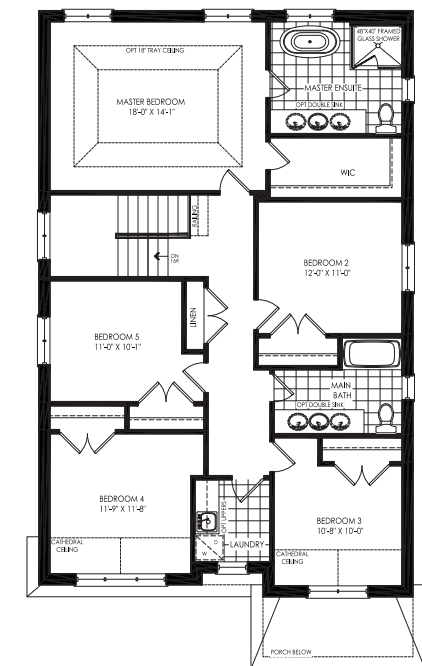 48"X40" FRAMED
GLASS SHOWER
OPT 18" TRAY CEILING
MASTER ENSUITE
MASTER BEDROOM
18'-0" X 14'-1"
OPT DOUBLE SINK
WIC
RAILING
DN
16R
BEDROOM 2
12'-0" X 11'-0"
LINEN
BEDROOM 5
11'-0" X 10'-1"
MAIN
BATH
OPT DOUBLE SINK
BEDROOM 4
11'-9" X 11'-8"
OPT UPPERS
BEDROOM 3
10'-8" X 10'-0"
CATHEDRAL
CEILING
D
W
LAUNDRY
CATHEDRAL
CEILING
PORCH BELOW